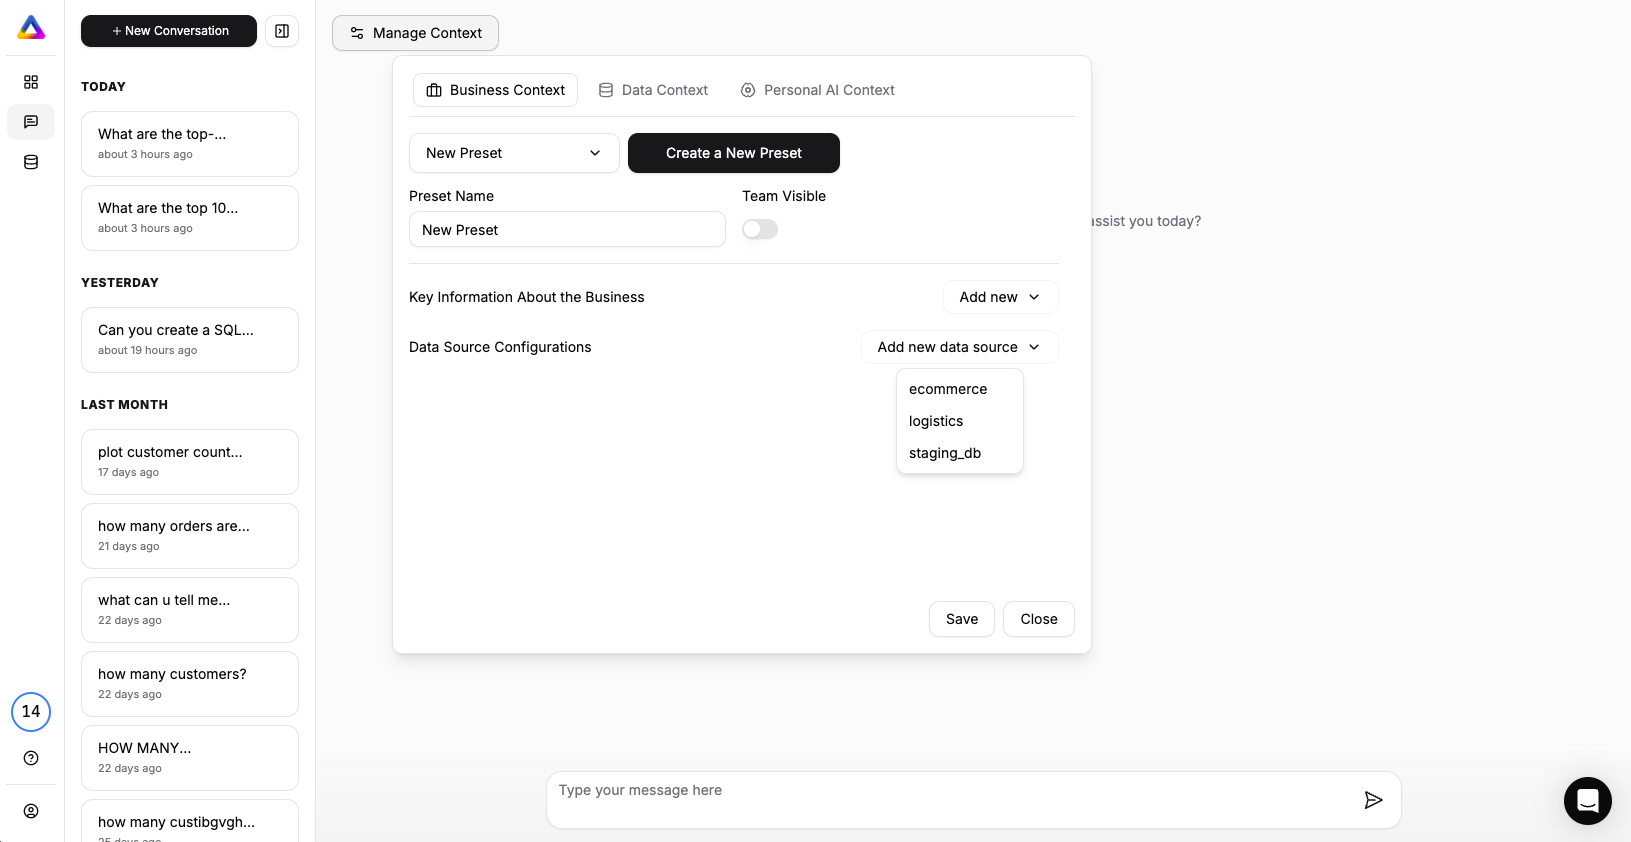 + New Conversation
TODAY
What are the top-...
about 3 hours ago
What are the top 10...
about 3 hours ago
YESTERDAY
Can you create a SQL...
about 19 hours ago
LAST MONTH
plot customer count...
17 days ago
how many orders are...
21 days ago
what can u tell me...
22 days ago
how many customers?
22 days ago
HOW MANY...
22 days ago
how many custibgvgh...
25 days ago
14
Manage Context
Business Context
Data Context
Personal AI Context
New Preset
Create a New Preset
Preset Name
Team Visible
New Preset
assist you today?
Key Information About the Business
Add new
Data Source Configurations
Add new data source
ecommerce
logistics
staging_db
Save
Close
Type your message here